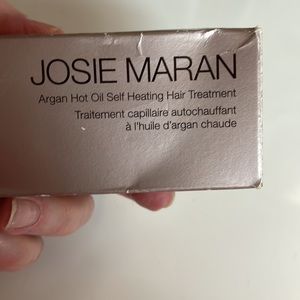 JOSIE MARAN
Argan Hot Oil Self Heating Hair Treatment
Traitement capillaire autochauffant
à l'huile d'argan chaude